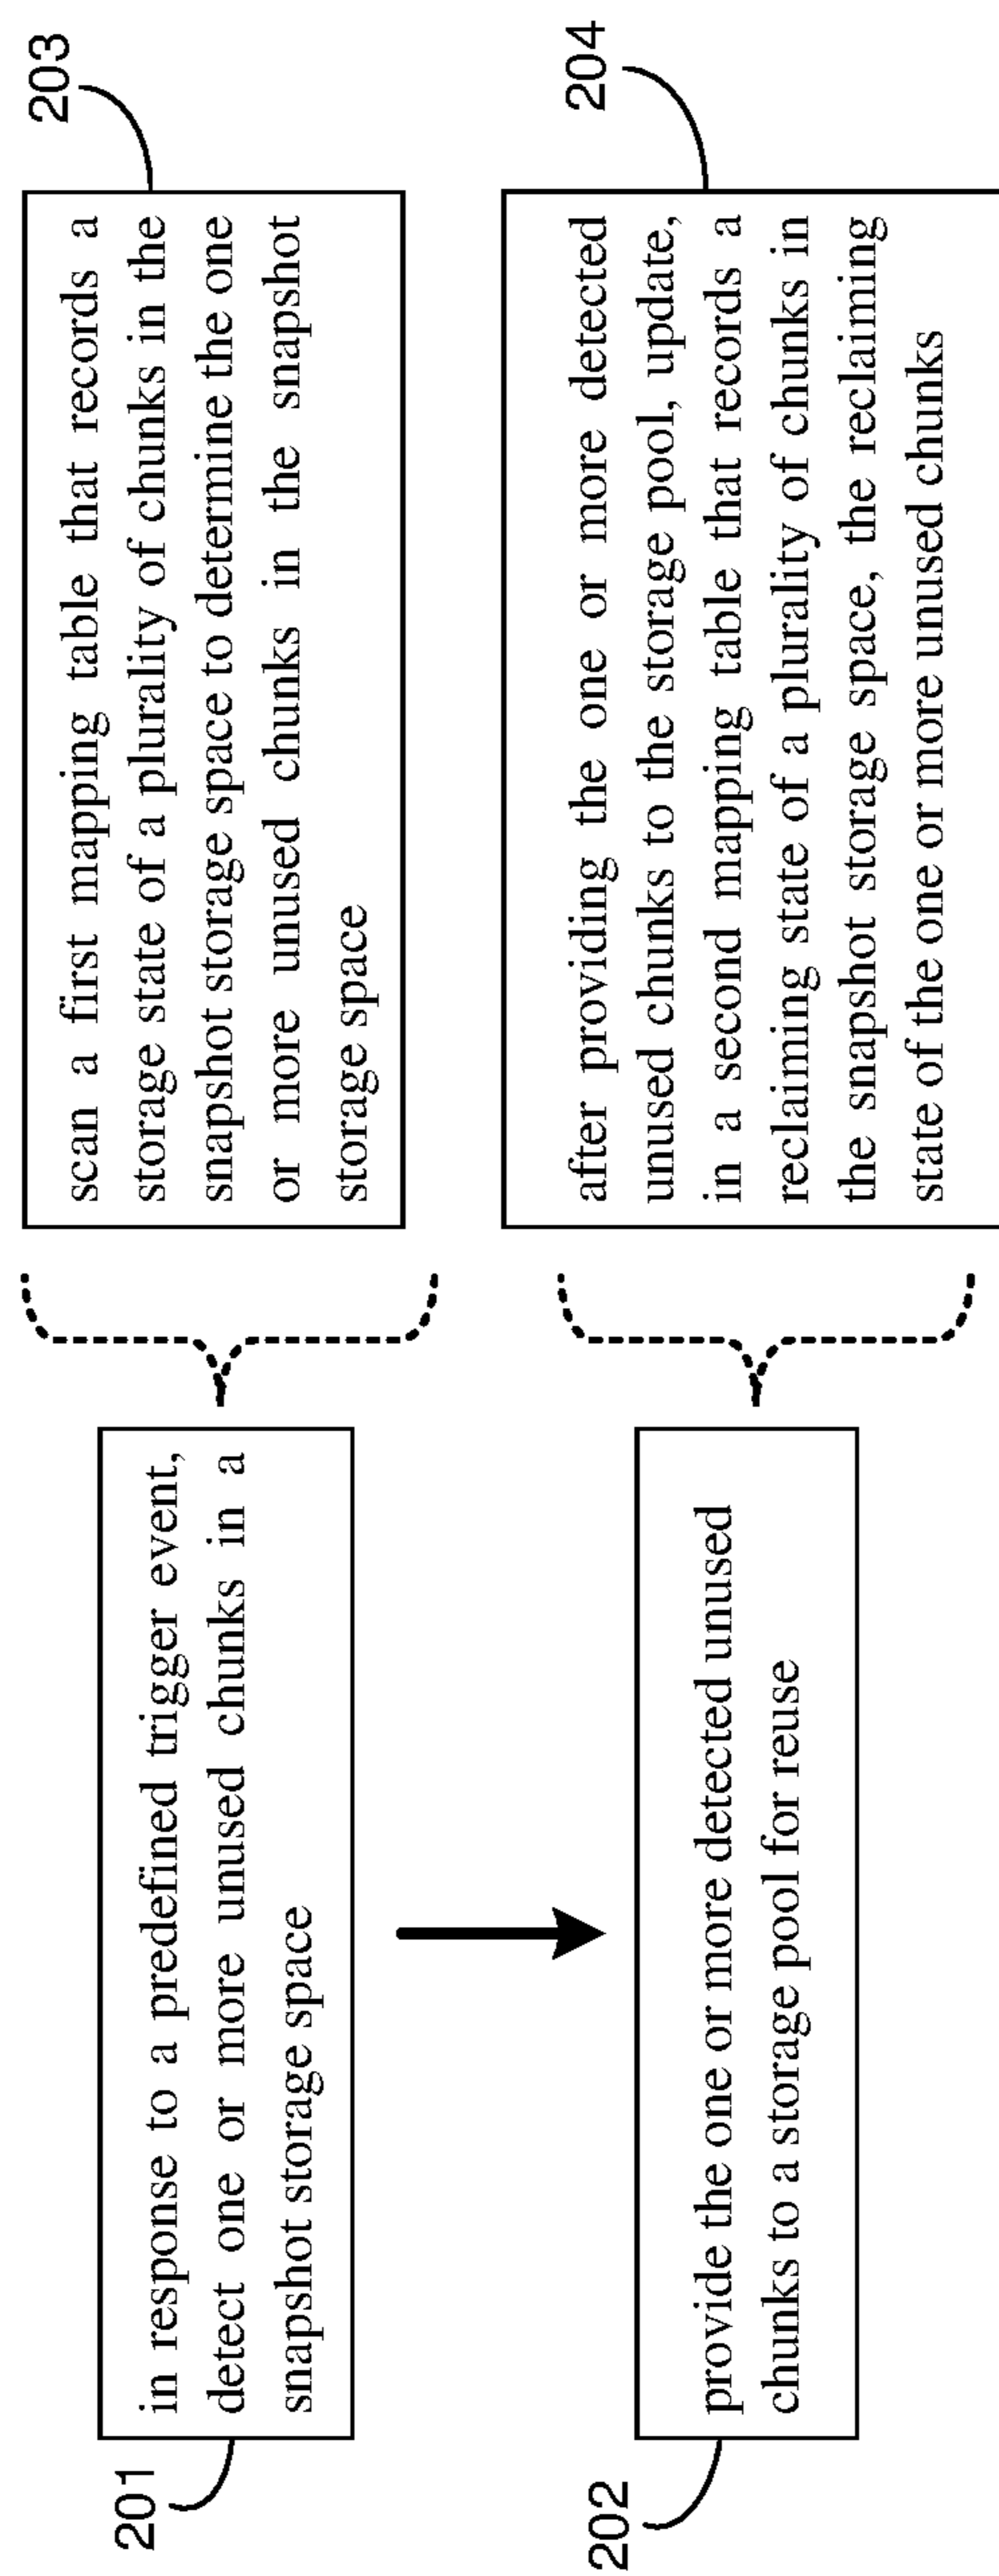 201
in response to a predefined trigger event,
detect one or more unused chunks in a
snapshot storage space
203
scan a first mapping table that records a
storage state of a plurality of chunks in the
snapshot storage space to determine the one
or more unused chunks in the snapshot
storage space
202
provide the one or more detected unused
chunks to a storage pool for reuse
204
after providing the one or more detected
unused chunks to the storage pool, update,
in a second mapping table that records a
reclaiming state of a plurality of chunks in
the snapshot storage space, the reclaiming
state of the one or more unused chunks